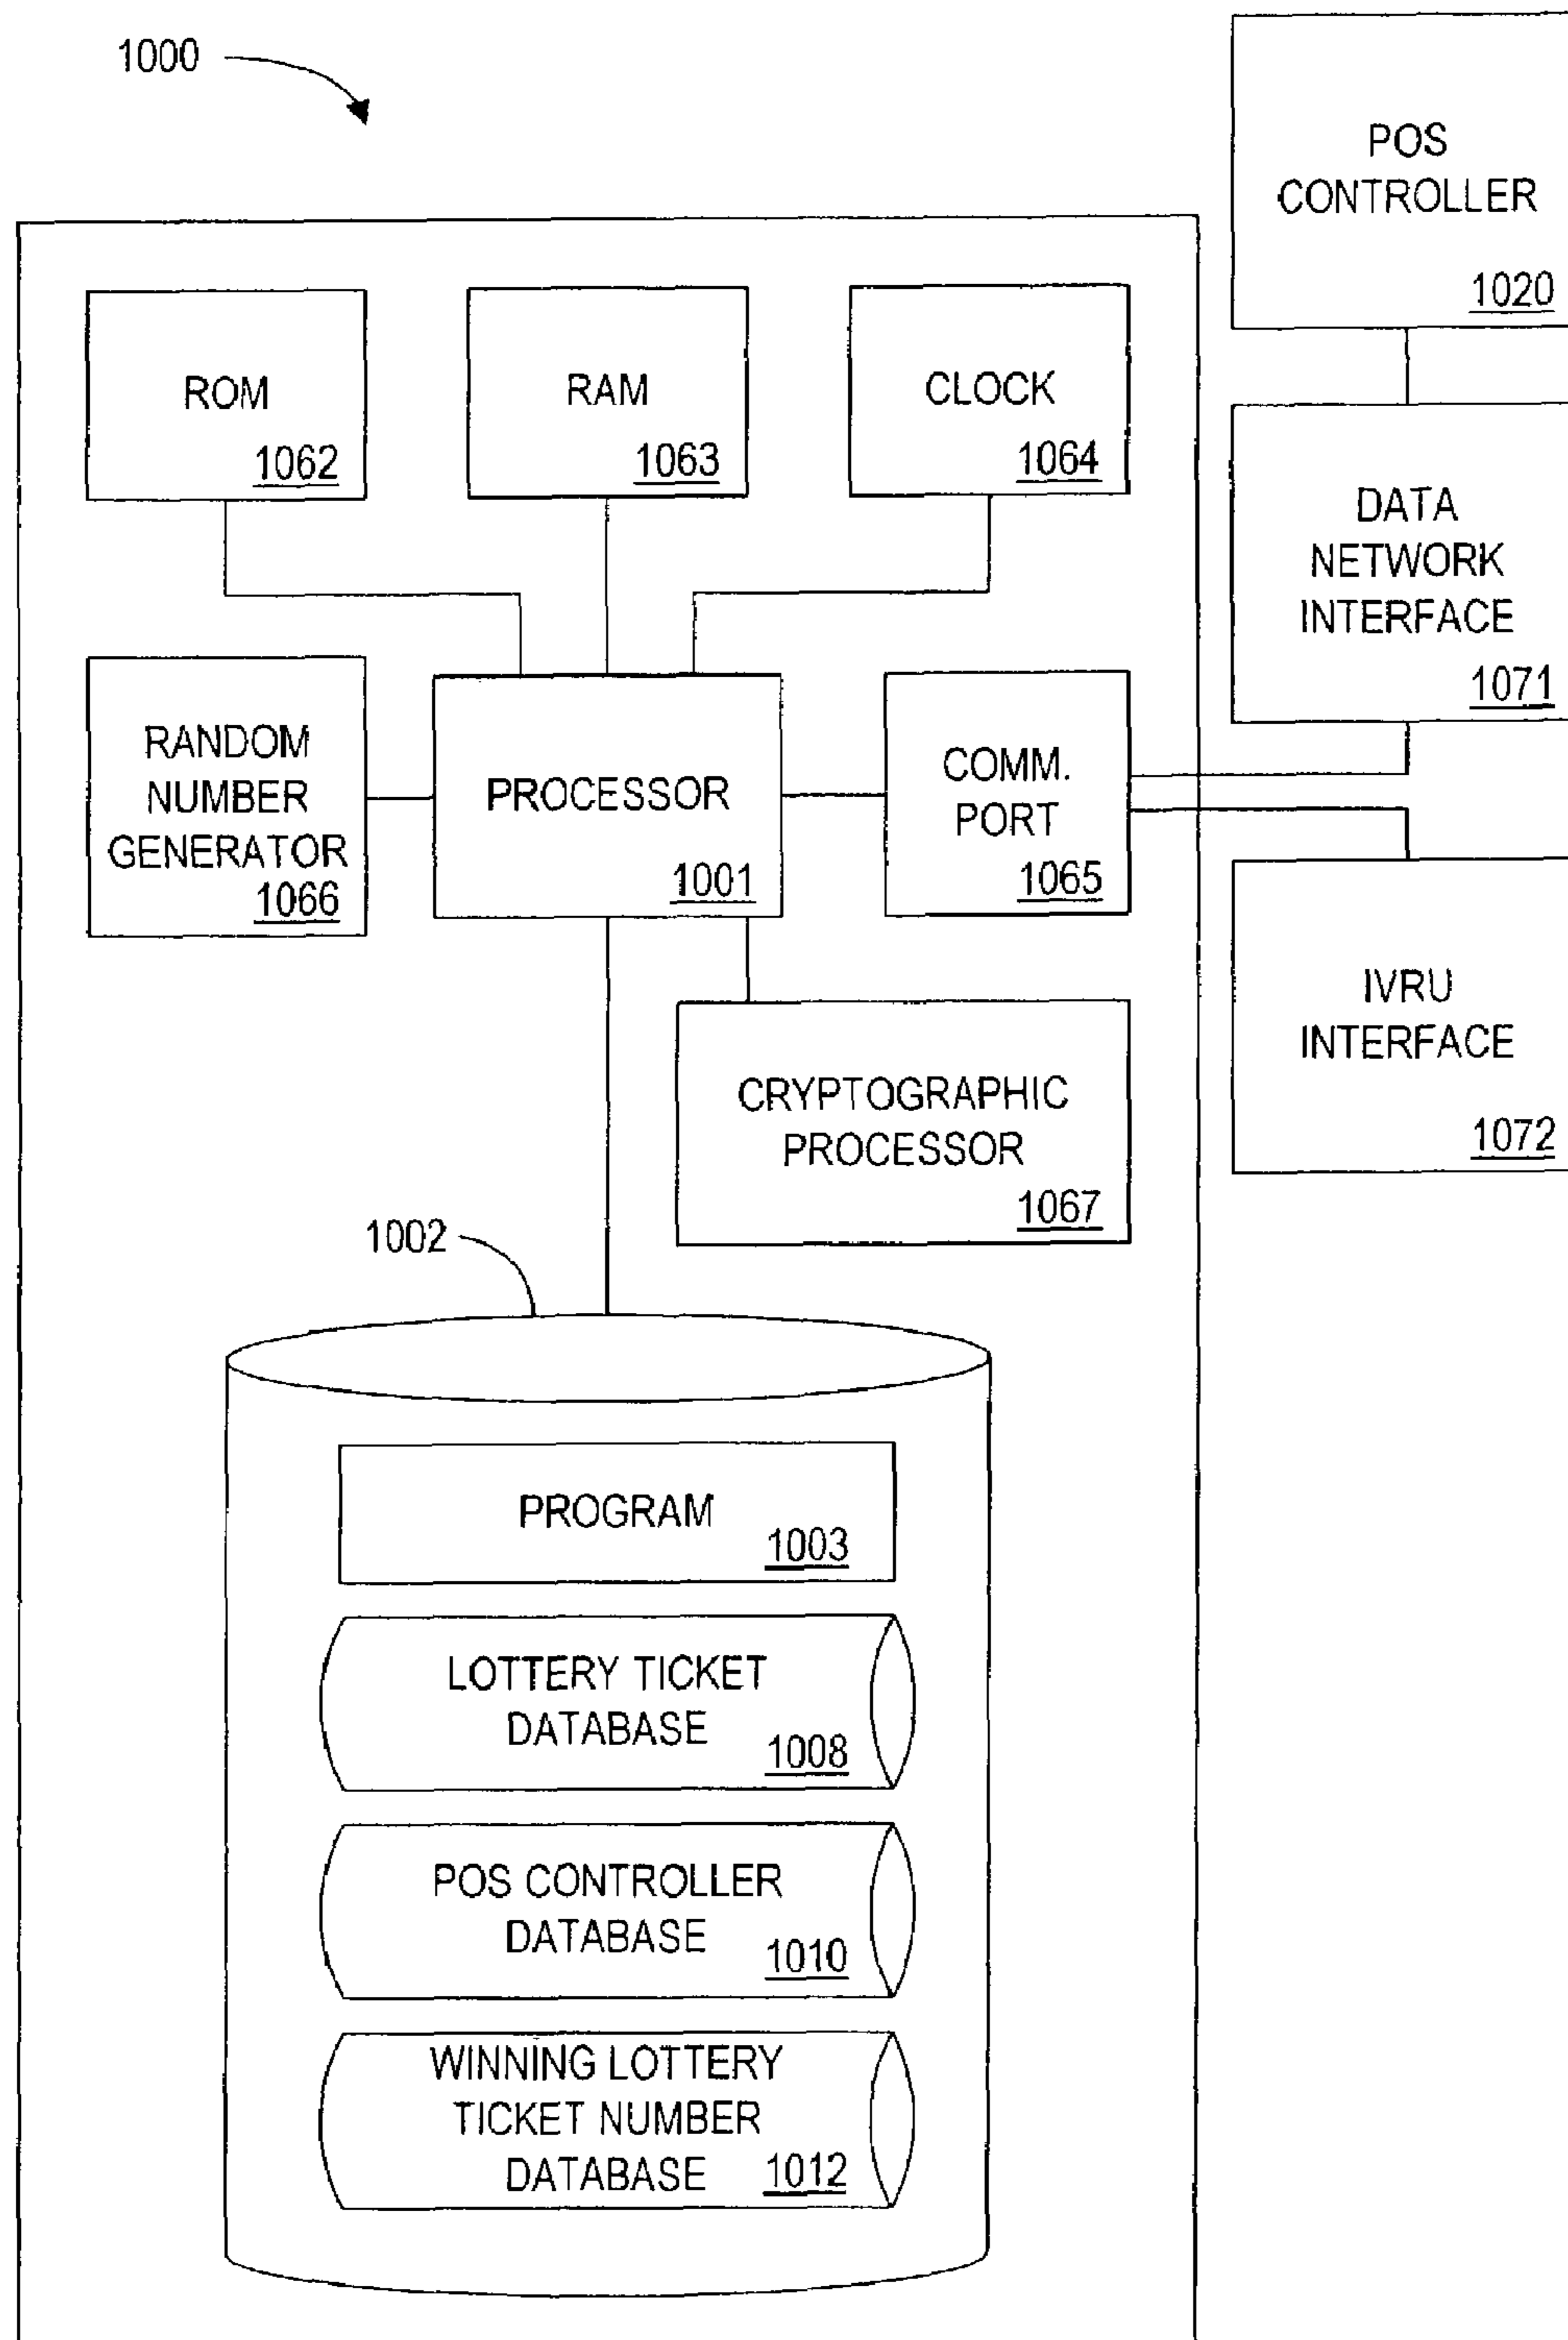 1000
POS
CONTROLLER
1020
ROM
1062
RAM
1063
CLOCK
1064
DATA
NETWORK
INTERFACE
1071
RANDOM
NUMBER
GENERATOR
1066
PROCESSOR
1001
COMM.
PORT
1065
IVRU
INTERFACE
1072
CRYPTOGRAPHIC
PROCESSOR
1067
1002
PROGRAM
1003
LOTTERY TICKET
DATABASE
1008
POS CONTROLLER
DATABASE
1010
WINNING LOTTERY
TICKET NUMBER
DATABASE
1012